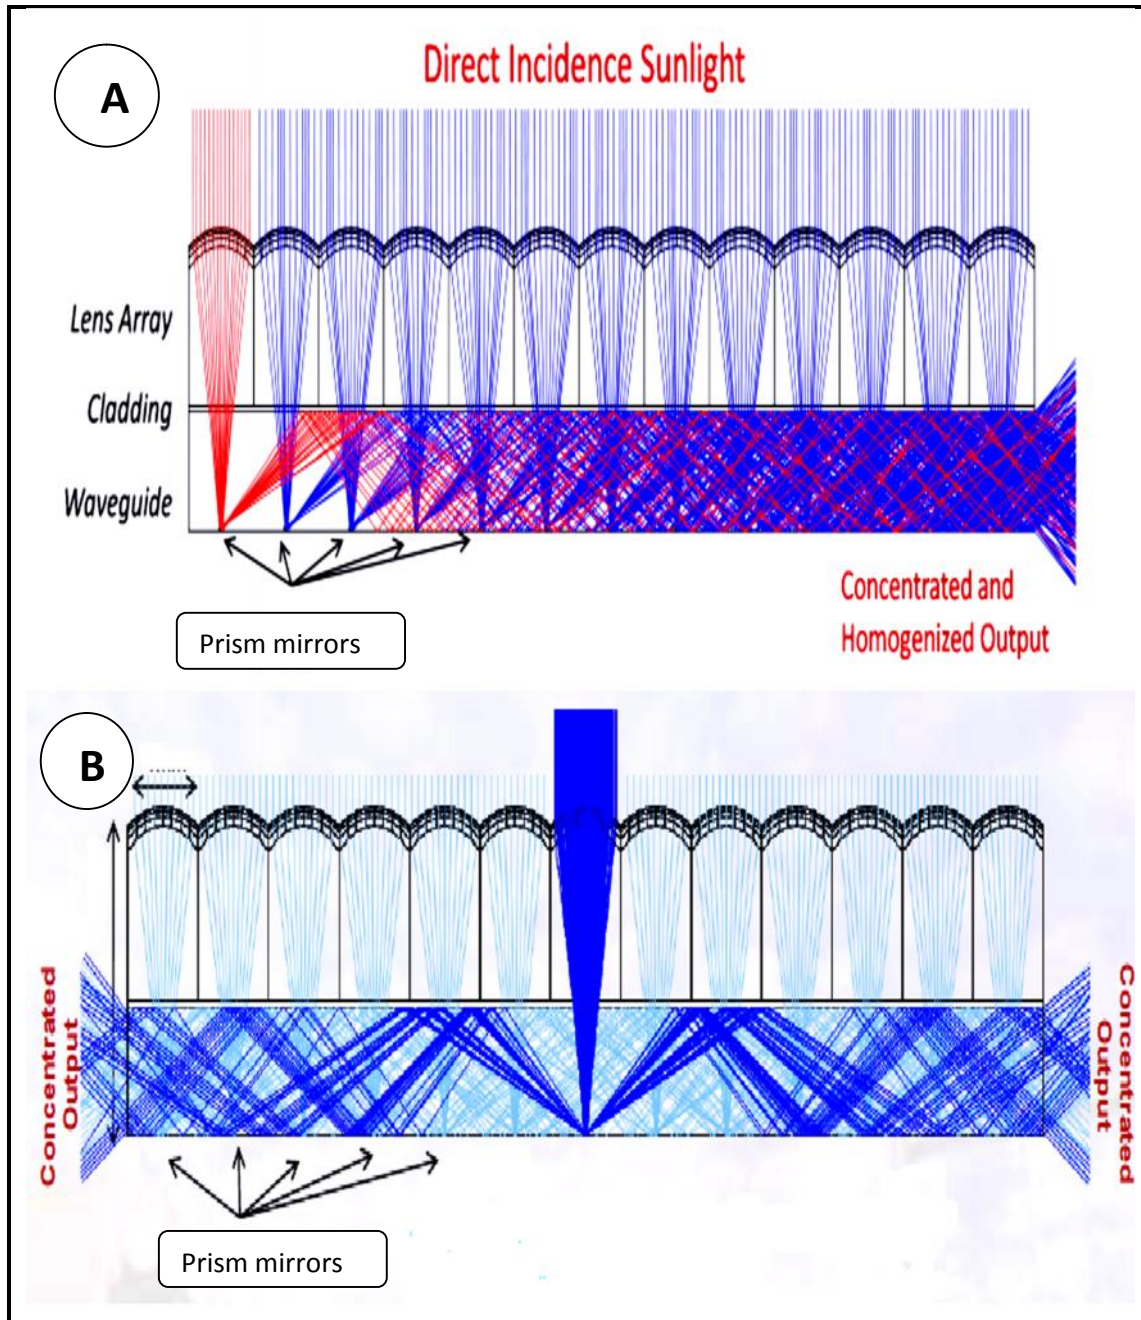 A
Direct Incidence Sunlight
Lens Array
Cladding
Waveguide
Prism mirrors
Concentrated and
Homogenized Output
B
Concentrated
Output
Concentrated
Output
Prism mirrors